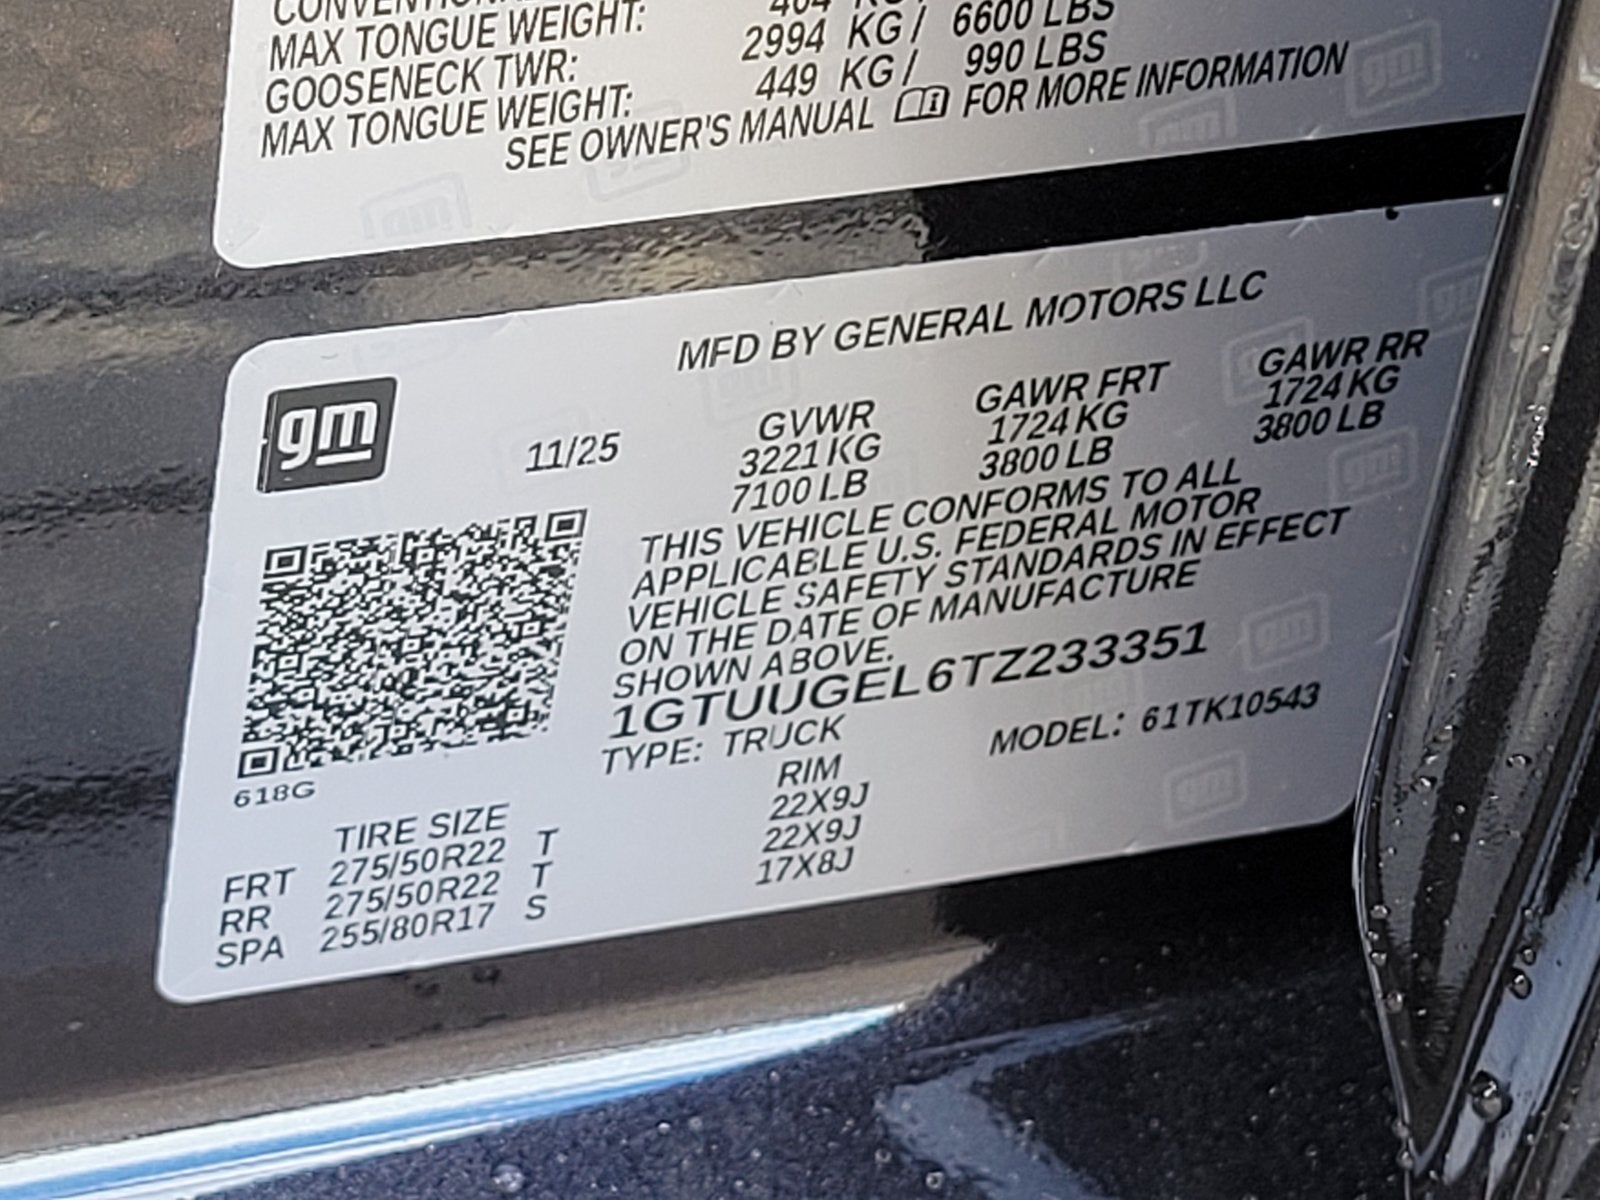 MAX TONGUE WEIGHT: KG / 6600 LBS
GOOSENECK TWR: 2994 KG / 990 LBS
MAX TONGUE WEIGHT: 449 KG /
SEE OWNER'S MANUAL FOR MORE INFORMATION
MFD BY GENERAL MOTORS LLC
gm
11/25
GVWR GAWR FRT GAWR RR
3221 KG 1724 KG 1724 KG
7100 LB 3800 LB 3800 LB
THIS VEHICLE CONFORMS TO ALL
APPLICABLE U.S. FEDERAL MOTOR
VEHICLE SAFETY STANDARDS IN EFFECT
ON THE DATE OF MANUFACTURE
SHOWN ABOVE.
1GTUUGEL6TZ233351
TYPE: TRUCK MODEL: 61TK10543
618G
TIRE SIZE RIM
FRT 275/50R22 T 22X9J
RR 275/50R22 T 22X9J
SPA 255/80R17 S 17X8J